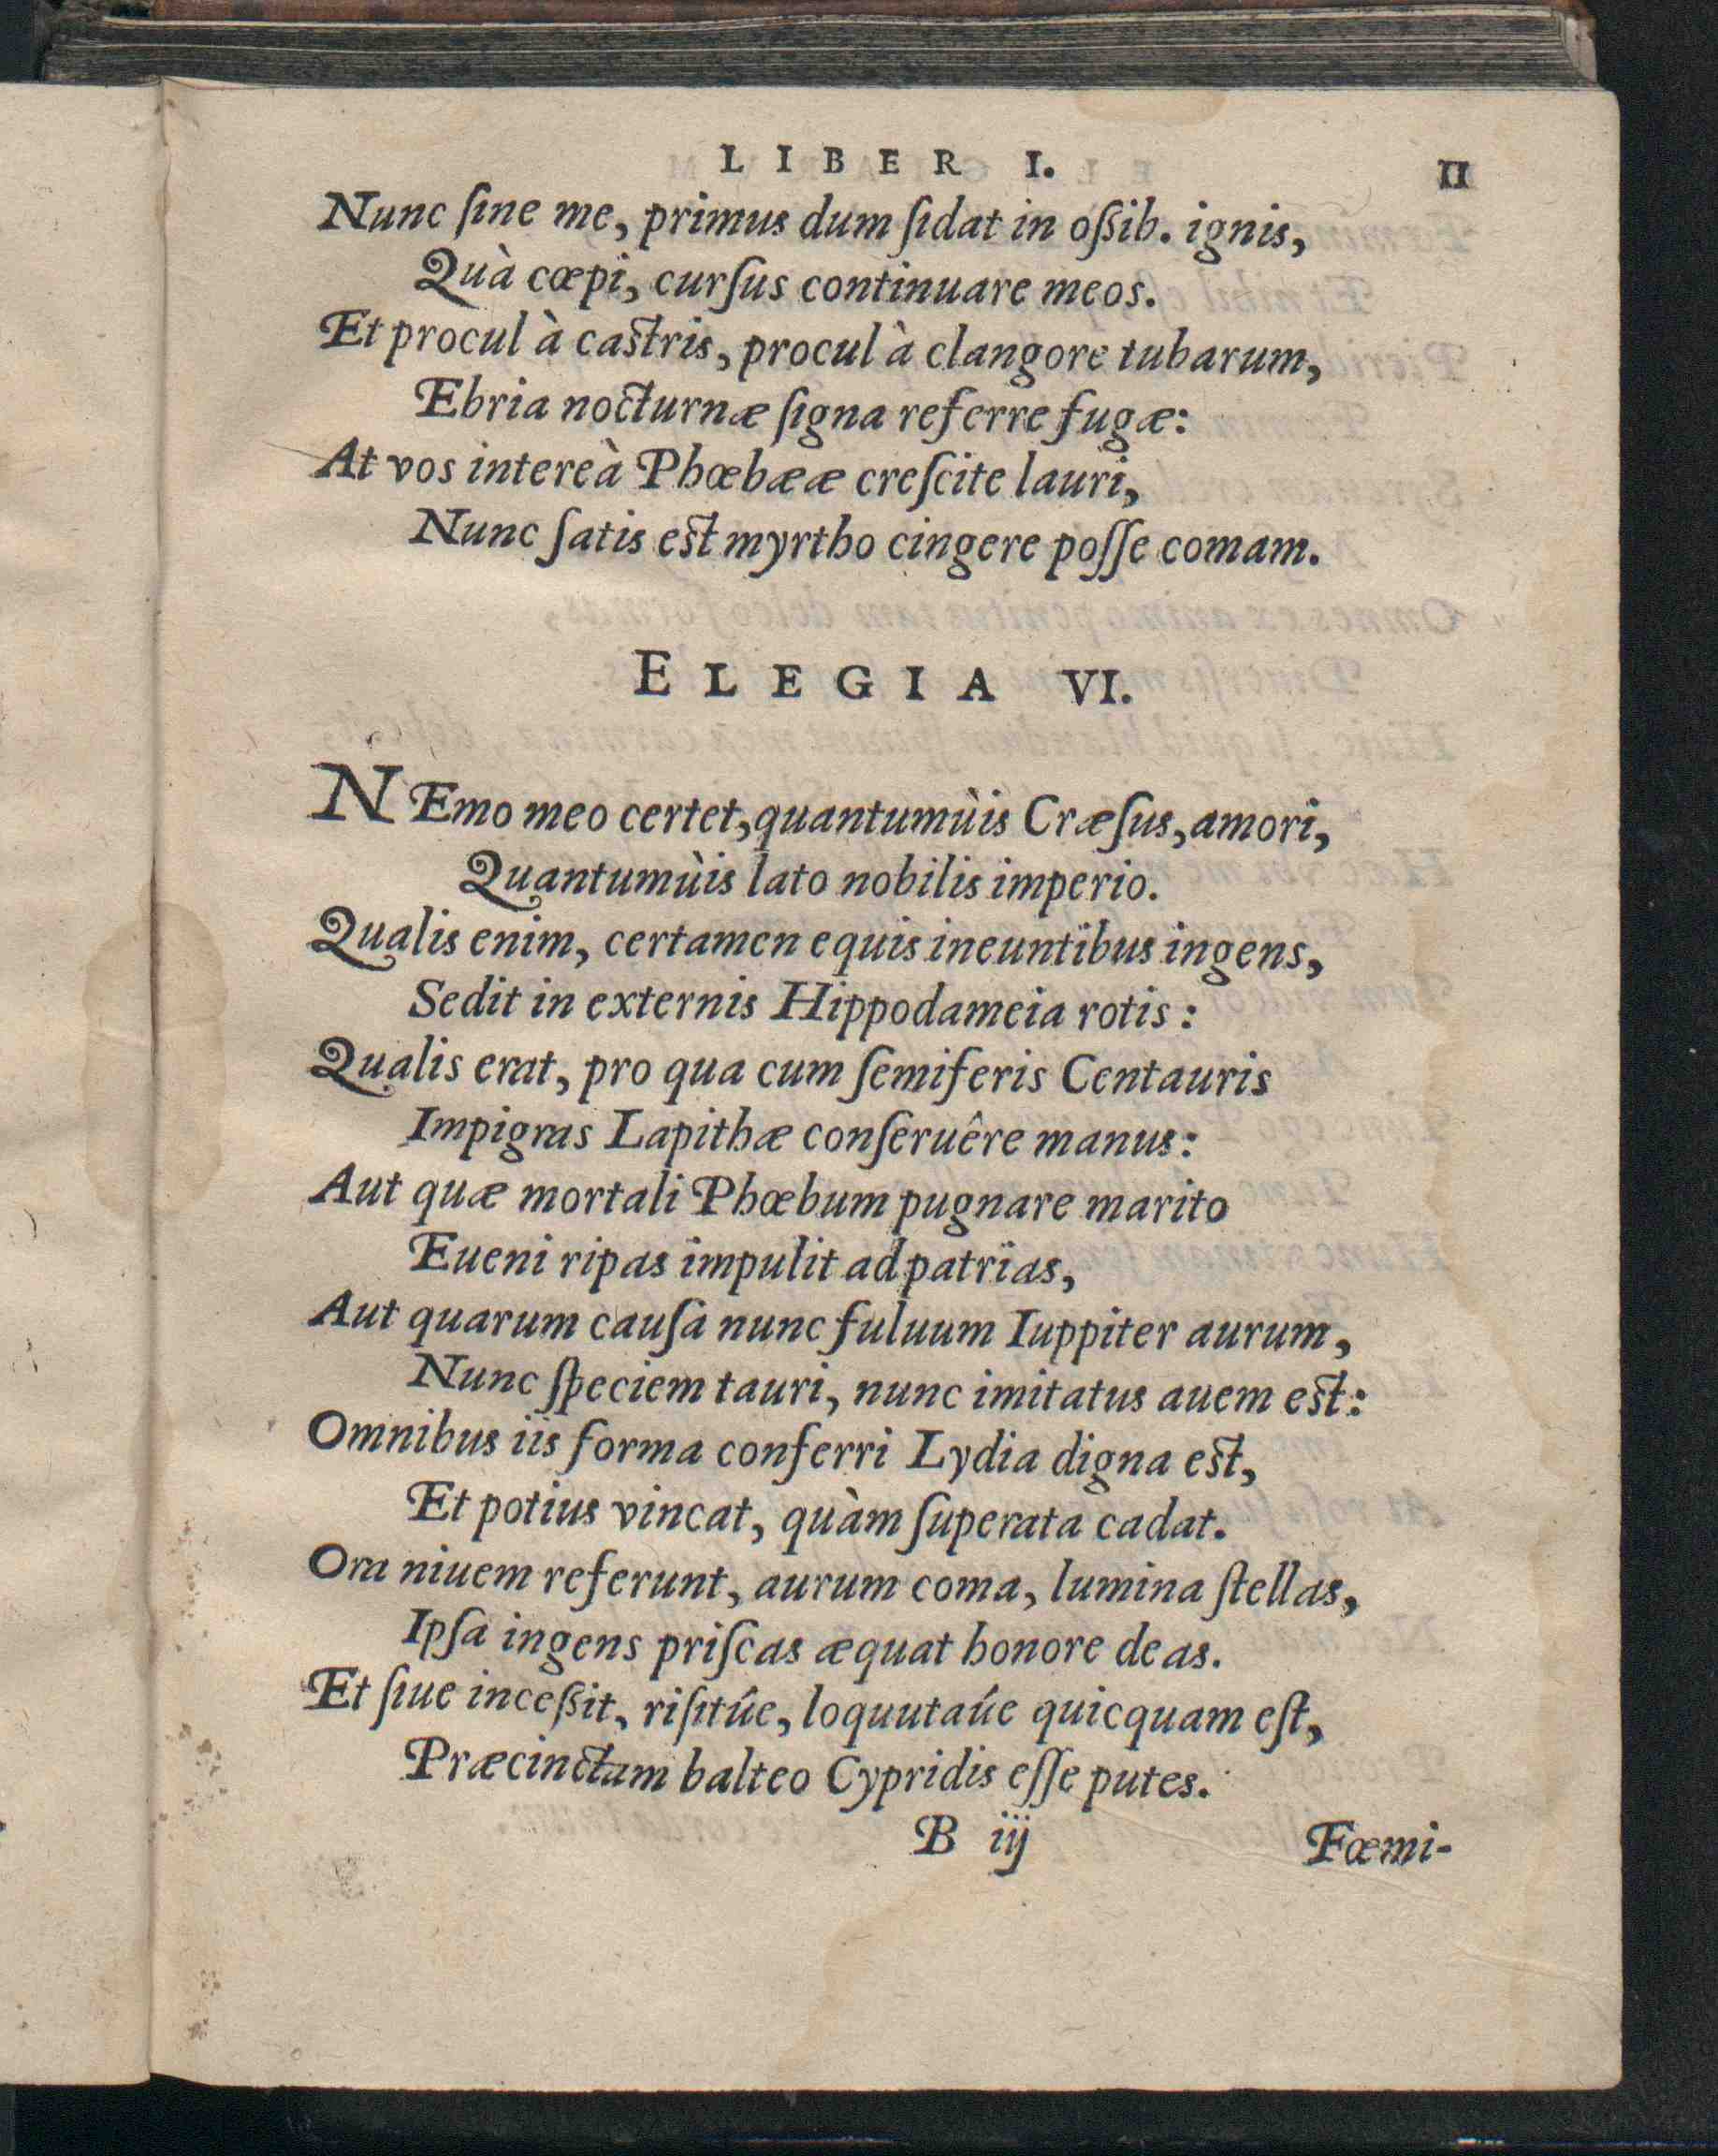 LIBER I. 11
Nunc ſine me, primus dum ſidat in oßib. ignis,
Quà cœpi, curſus continuare meos.
Et procul à castris, procul à clangore tubarum,
Ebria nocturnæ ſigna referre fugæ:
At vos intereà Phœbææ creſcite lauri,
Nunc ſatis est myrtho cingere poſſe comam.
ELEGIA VI.
NEmo meo certet, quantumùis Cræſus, amori,
Quantumùis lato nobilis imperio.
Qualis enim, certamen equis ineuntibus ingens,
Sedit in externis Hippodameia rotis:
Qualis erat, pro qua cum ſemiferis Centauris
Impigras Lapithæ conſeruêre manus:
Aut quæ mortali Phœbum pugnare marito
Eueni ripas impulit ad patrias,
Aut quarum cauſa nunc fuluum Iuppiter aurum,
Nunc ſpeciem tauri, nunc imitatus auem est:
Omnibus iis forma conferri Lydia digna est,
Et potius vincat, quàm ſuperata cadat.
Ora niuem referunt, aurum coma, lumina ſtellas,
Ipſa ingens priſcas æquat honore deas.
Et ſiue inceßit, riſitûe, loquutaúe quicquam eſt,
Præcinctam balteo Cypridis eſſe putes.
B iij Fœmi-